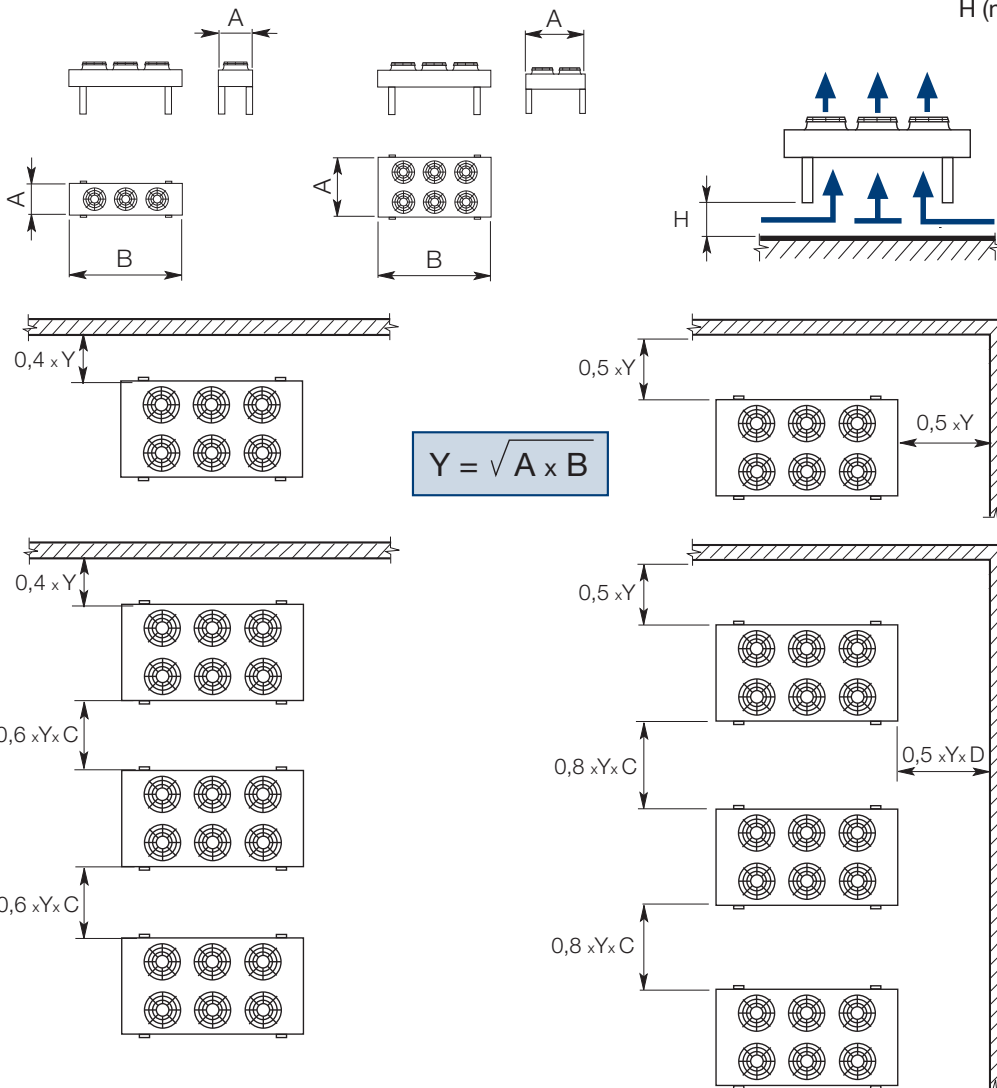 A
A
H (m
A
B
A
B
H
0,4 x Y
0,5 x Y
0,5 x Y
Y = √A x B
0,4 x Y
0,6 x Y x C
0,6 x Y x C
0,5 x Y
0,8 x Y x C
0,5 x Y x D
0,8 x Y x C